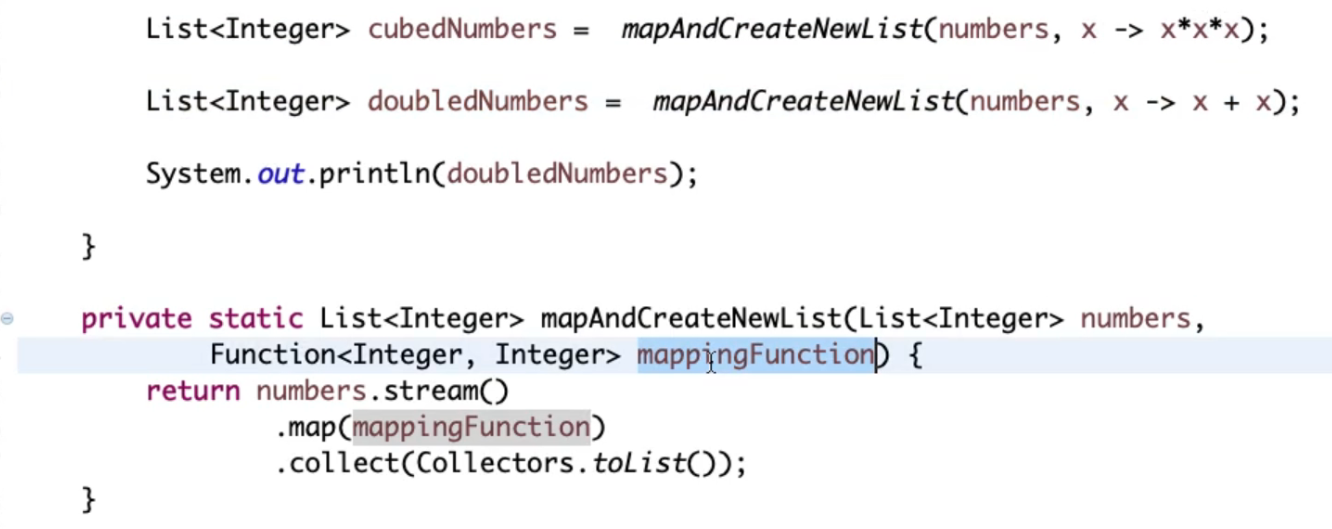 List<Integer> cubedNumbers = mapAndCreateNewList(numbers, x -> x*x*x);
List<Integer> doubledNumbers = mapAndCreateNewList(numbers, x -> x + x);
System.out.println(doubledNumbers);
}
private static List<Integer> mapAndCreateNewList(List<Integer> numbers,
Function<Integer, Integer> mappingFunction) {
return numbers.stream()
.map(mappingFunction)
.collect(Collectors.toList());
}